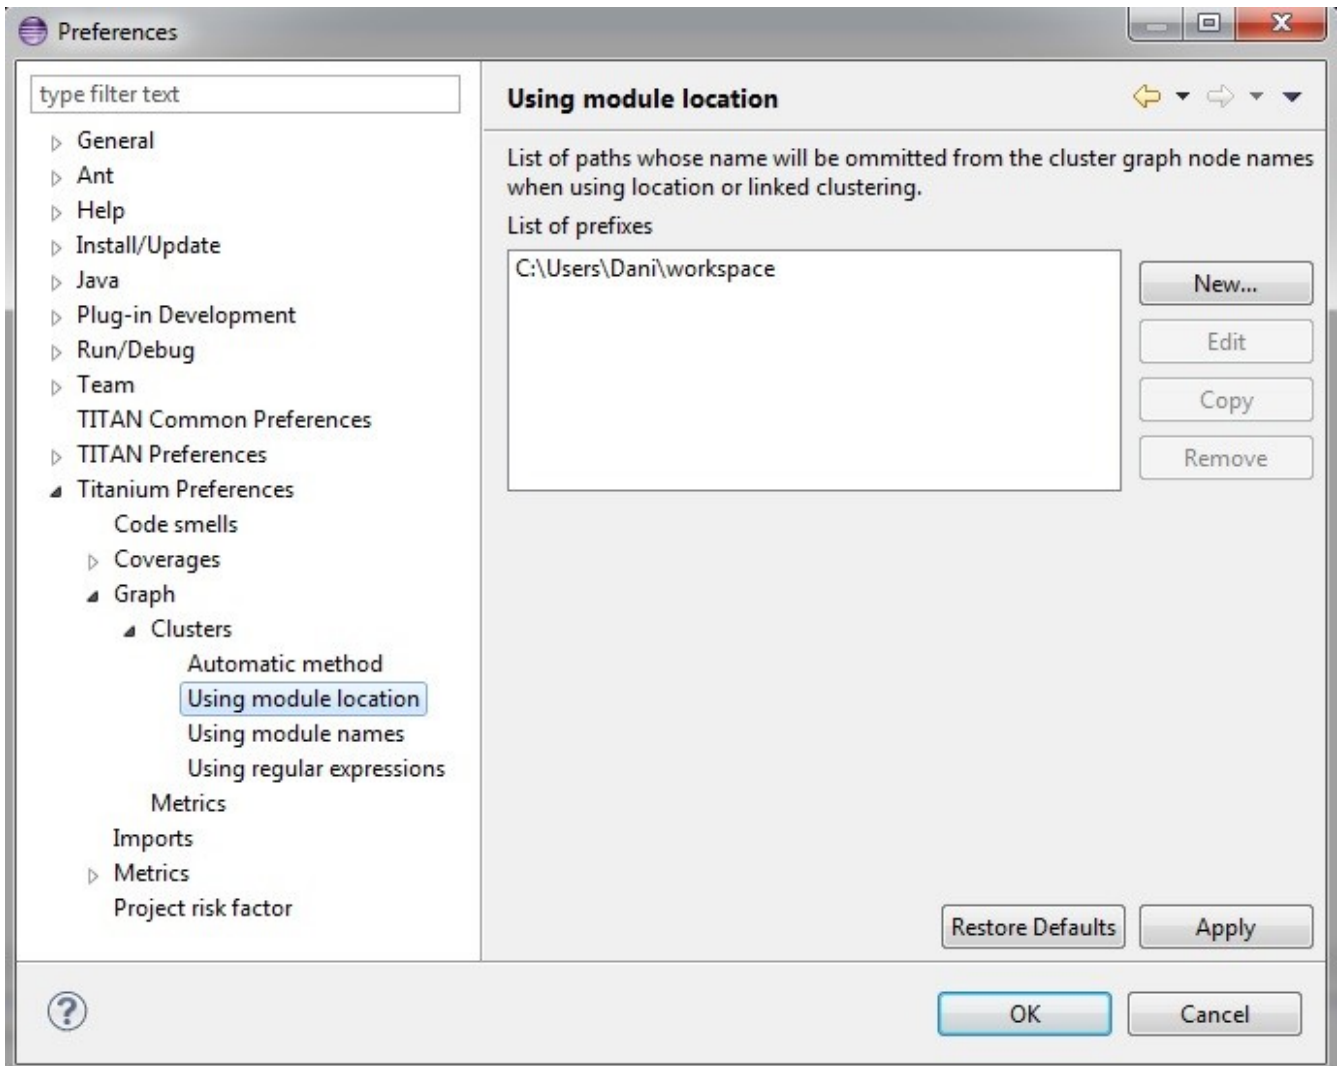 Preferences
type filter text
General
Ant
Help
Install/Update
Java
Plug-in Development
Run/Debug
Team
TITAN Common Preferences
TITAN Preferences
Titanium Preferences
Code smells
Coverages
Graph
Clusters
Automatic method
Using module location
Using module names
Using regular expressions
Metrics
Imports
Metrics
Project risk factor
Using module location
List of paths whose name will be ommitted from the cluster graph node names
when using location or linked clustering.
List of prefixes
C:\Users\Dani\workspace
New...
Edit
Copy
Remove
Restore Defaults
Apply
OK
Cancel